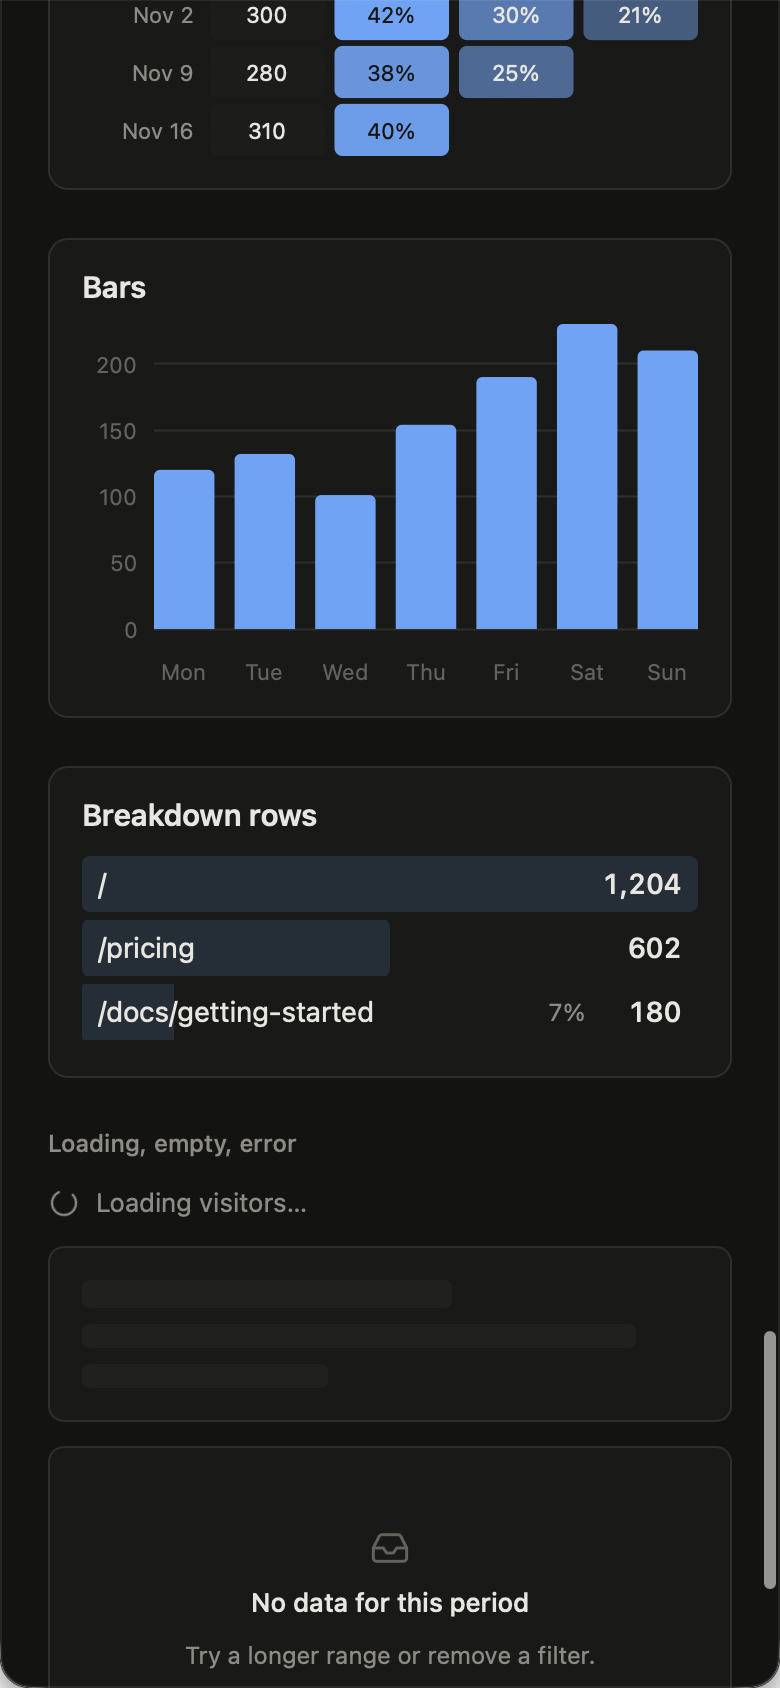 Nov 2 300 42% 30% 21%
Nov 9 280 38% 25%
Nov 16 310 40%
Bars
200
150
100
50
0
Mon Tue Wed Thu Fri Sat Sun
Breakdown rows
/ 1,204
/pricing 602
/docs/getting-started 7% 180
Loading, empty, error
Loading visitors...
No data for this period
Try a longer range or remove a filter.